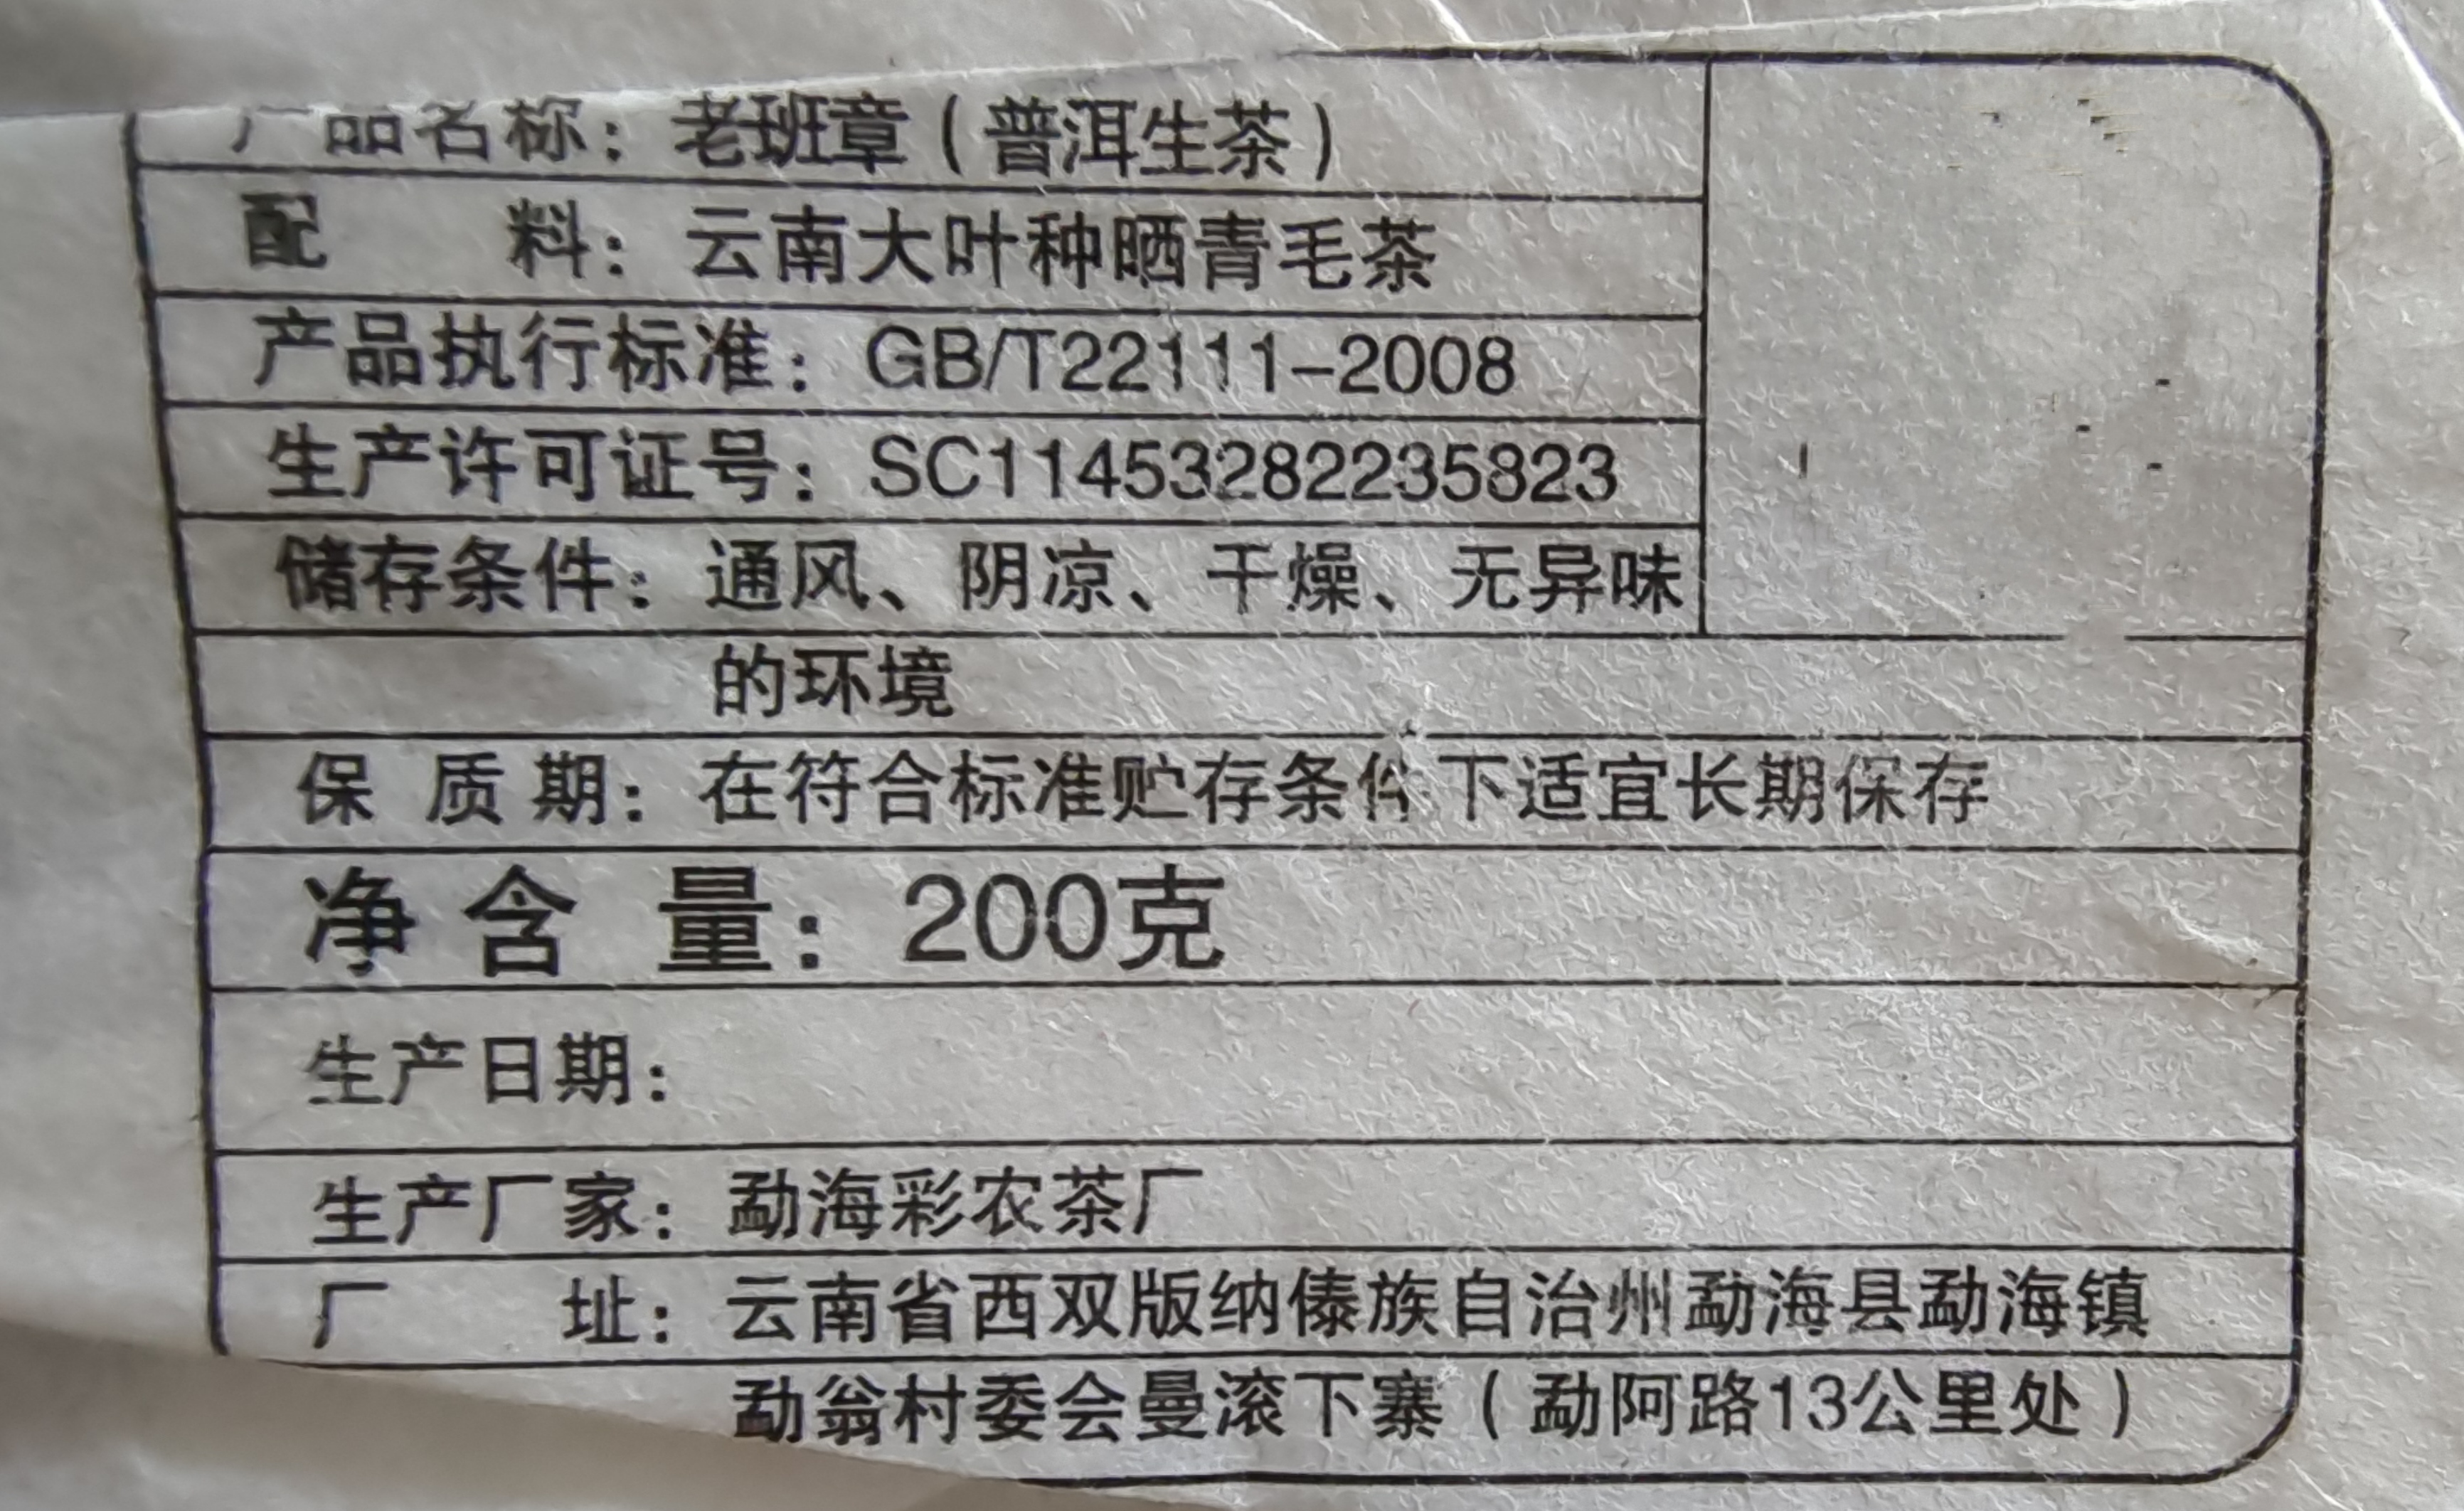 产品名称：老班章（普洱生茶）
配 料：云南大叶种晒青毛茶
产品执行标准：GB/T22111-2008
生产许可证号：SC11453282235823
储存条件：通风、阴凉、干燥、无异味
的环境
保 质 期：在符合标准贮存条件下适宜长期保存
净 含 量：200克
生产日期：
生产厂家：勐海彩农茶厂
厂 址：云南省西双版纳傣族自治州勐海县勐海镇
勐翁村委会曼滚下寨（勐阿路13公里处）